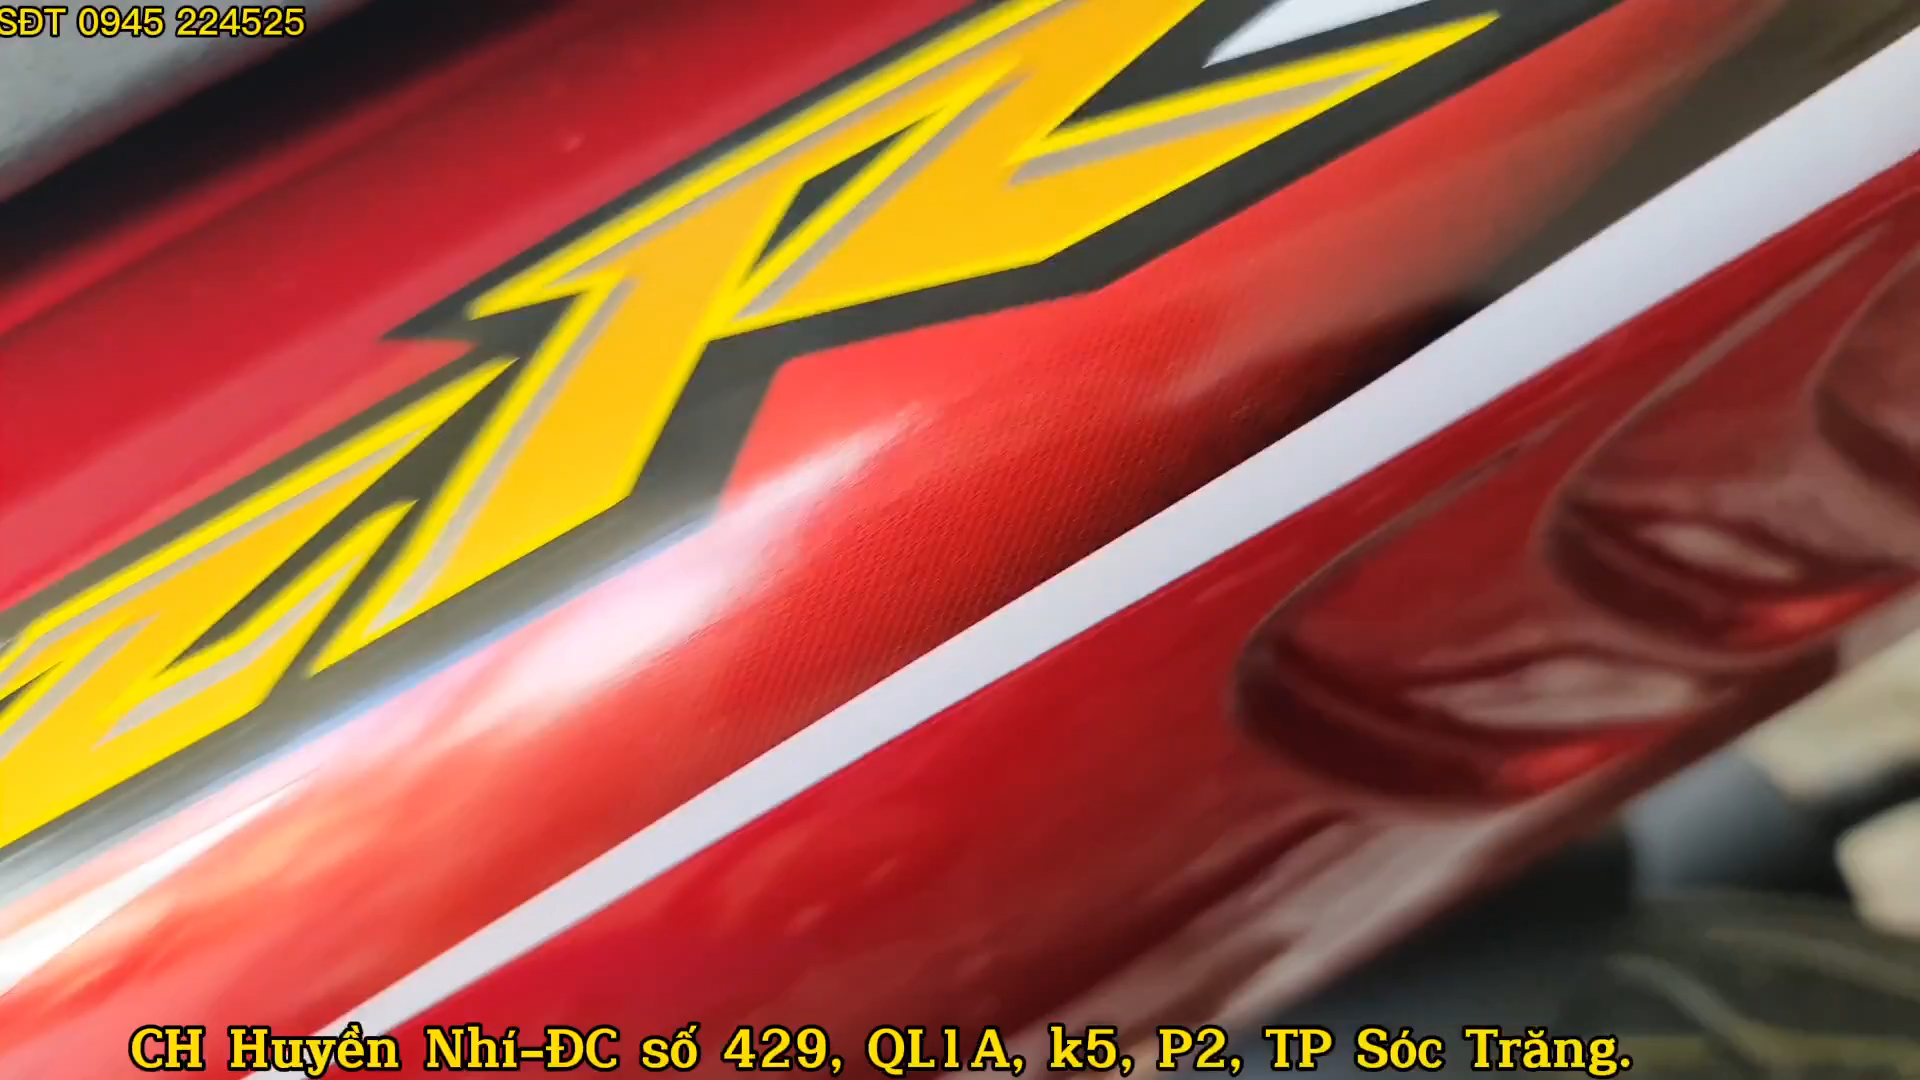 SĐT 0945 224525
CH Huyền Nhí-ĐC số 429, QL1A, k5, P2, TP Sóc Trăng.